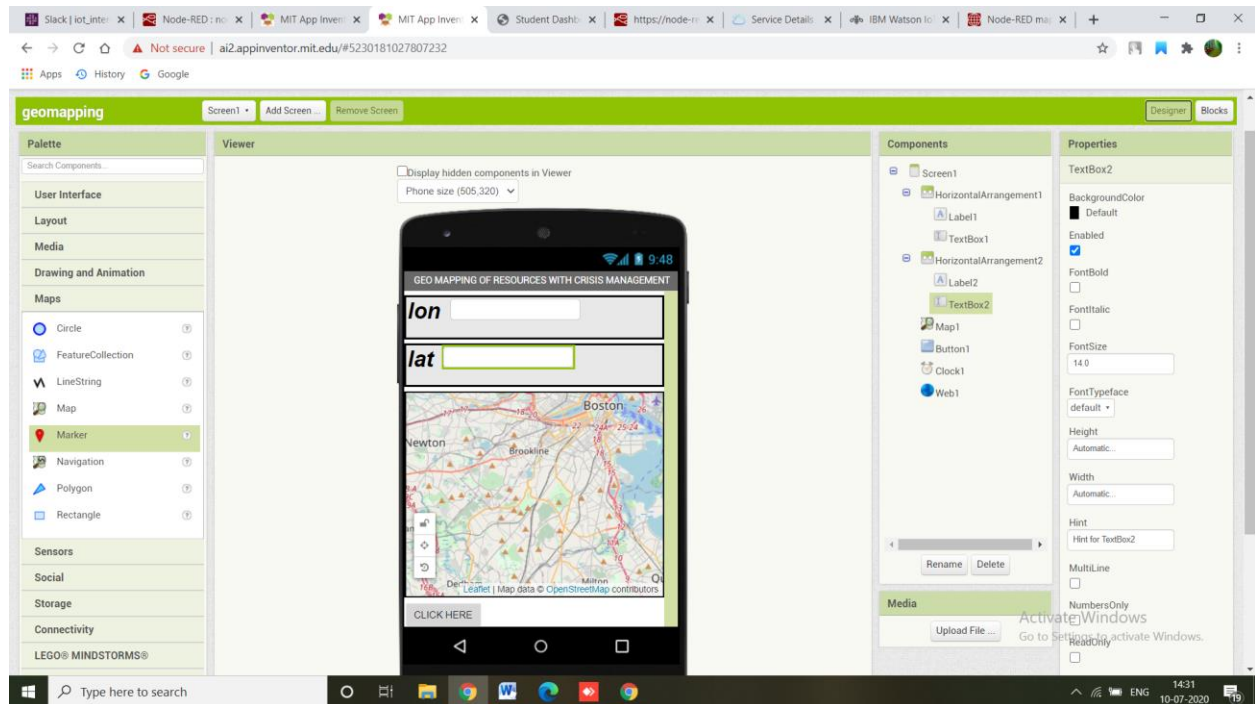 Slack | iot_inter
Node-RED : no
MIT App Inven
MIT App Inven
Student Dashb
https://node-r
Service Details
IBM Watson Io
Node-RED ma
Not secure | ai2.appinventor.mit.edu/#5230181027807232
Apps History Google
geomapping Screen1 Add Screen ... Remove Screen Designer Blocks
Palette
Search Components...
User Interface
Layout
Media
Drawing and Animation
Maps
Circle
FeatureCollection
LineString
Map
Marker
Navigation
Polygon
Rectangle
Sensors
Social
Storage
Connectivity
LEGO® MINDSTORMS®
Viewer
Display hidden components in Viewer
Phone size (505,320)
9:48
GEO MAPPING OF RESOURCES WITH CRISIS MANAGEMENT
lon
lat
Boston
Newton
Brookline
Milton
Leaflet | Map data © OpenStreetMap contributors
CLICK HERE
Components
Screen1
HorizontalArrangement1
Label1
TextBox1
HorizontalArrangement2
Label2
TextBox2
Map1
Button1
Clock1
Web1
Rename Delete
Media
Upload File ...
Properties
TextBox2
BackgroundColor
Default
Enabled
FontBold
FontItalic
FontSize
14.0
FontTypeface
default
Height
Automatic...
Width
Automatic...
Hint
Hint for TextBox2
MultiLine
NumbersOnly
ReadOnly
Activate Windows
Go to Settings to activate Windows.
Type here to search
ENG
14:31
10-07-2020
19